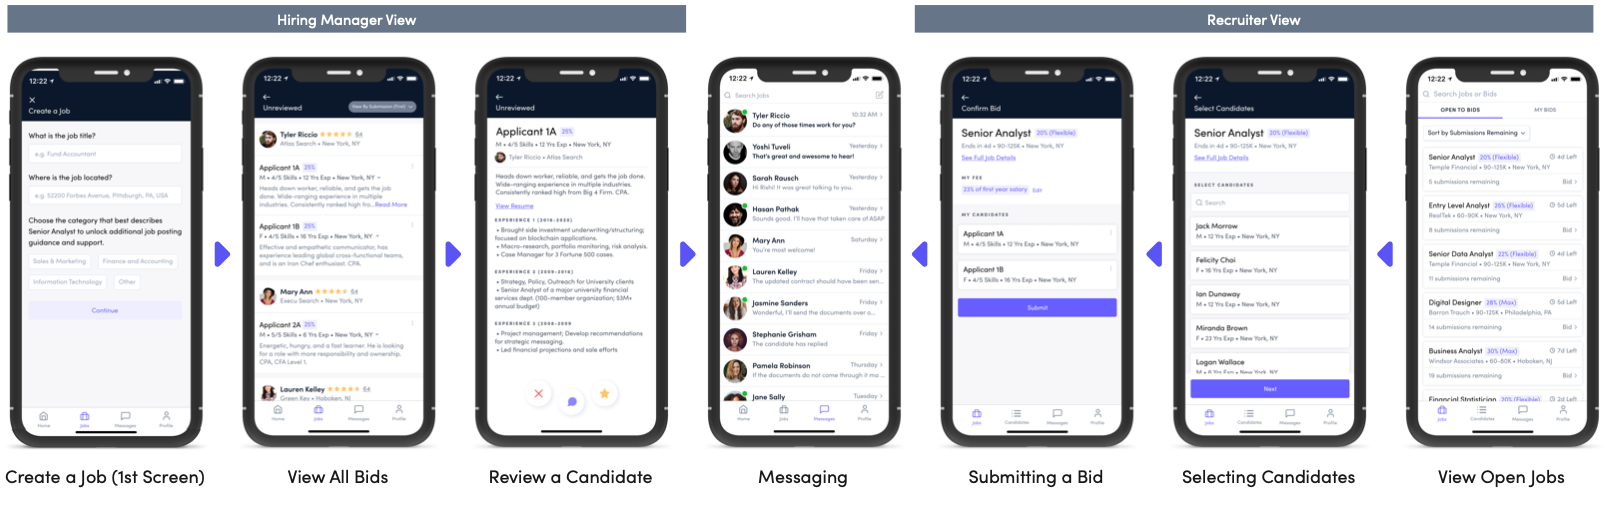 Hiring Manager View
Recruiter View
12:22
Create a Job
What is the job title?
e.g. Fund Accountant
Where is the job located?
e.g. 52200 Forbes Avenue, Pittsburgh, PA, USA
Choose the category that best describes
Senior Analyst to unlock additional job posting
guidance and support.
Sales & Marketing
Finance and Accounting
Information Technology
Other
Continue
Home
Jobs
Messages
Profile
Create a Job (1st Screen)
12:22
Unreviewed
View By Submission (First)
Tyler Riccio
Atlas Search • New York, NY
Applicant 1A 25%
M • 4/5 Skills • 12 Yrs Exp • New York, NY
Heads down worker, reliable, and gets the job
done. Wide-ranging experience in multiple
industries. Consistently ranked high fro...Read More
Applicant 1B 25%
F • 4/5 Skills • 16 Yrs Exp • New York, NY
Effective and empathetic communicator, has
experience leading global cross-functional teams,
and is an Iron Chef enthusiast. CPA.
Mary Ann
Execu Search • New York, NY
Applicant 2A 25%
M • 5/5 Skills • 6 Yrs Exp • New York, NY
Energetic, hungry, and a fast learner. He is looking
for a role with more responsibility and ownership.
CPA, CFA Level 1.
Lauren Kelley
Green Key • Hoboken, NJ
Home
Jobs
Messages
Profile
View All Bids
12:22
Unreviewed
Applicant 1A 25%
M • 4/5 Skills • 12 Yrs Exp • New York, NY
Tyler Riccio • Atlas Search
Heads down worker, reliable, and gets the job done.
Wide-ranging experience in multiple industries.
Consistently ranked high from Big 4 Firm. CPA.
View Resume
EXPERIENCE 1 (2016-2020)
• Brought side investment underwriting/structuring;
focused on blockchain applications.
• Macro-research, portfolio monitoring, risk analysis.
• Case Manager for 3 Fortune 500 cases.
EXPERIENCE 2 (2009-2016)
• Strategy, Policy, Outreach for University clients
• Senior Analyst of a major university financial
services dept. (100-member organization; $3M+
annual budget)
EXPERIENCE 3 (2008-2009
• Project management; Develop recommendations
for strategic messaging.
• Led financial projections and sale efforts
Review a Candidate
12:22
Search Jobs
Tyler Riccio 10:32 AM
Do any of those times work for you?
Yoshi Tuveli Yesterday
That's great and awesome to hear!
Sarah Rausch Yesterday
Hi Rishi! It was great talking to you.
Hasan Pathak Yesterday
Sounds good. I'll have that taken care of ASAP
Mary Ann Saturday
You're most welcome!
Lauren Kelley Friday
The updated contract should have been sen...
Jasmine Sanders Friday
Wonderful, I'll send the documents over a...
Stephanie Grisham Friday
The candidate has replied
Pamela Robinson Thursday
If the documents do not come through it ma...
Jane Sally Tuesday
Home
Jobs
Messages
Profile
Messaging
12:22
Confirm Bid
Senior Analyst 20% (Flexible)
Ends in 4d • 90-125K • New York, NY
See Full Job Details
MY FEE
23% of first year salary Edit
MY CANDIDATES
Applicant 1A
M • 4/5 Skills • 12 Yrs Exp • New York, NY
Applicant 1B
F • 4/5 Skills • 16 Yrs Exp • New York, NY
Submit
Jobs
Candidates
Messages
Profile
Submitting a Bid
12:22
Select Candidates
Senior Analyst 20% (Flexible)
Ends in 4d • 90-125K • New York, NY
See Full Job Details
SELECT CANDIDATES
Search
Jack Morrow
M • 12 Yrs Exp • New York, NY
Felicity Choi
F • 16 Yrs Exp • New York, NY
Ian Dunaway
M • 12 Yrs Exp • New York, NY
Miranda Brown
F • 23 Yrs Exp • New York, NY
Logan Wallace
M • 6 Yrs Exp • New York, NY
Next
Jobs
Candidates
Messages
Profile
Selecting Candidates
12:22
Search Jobs or Bids
OPEN TO BIDS
MY BIDS
Sort by Submissions Remaining
Senior Analyst 20% (Flexible) 4d Left
Temple Financial • 90-125K • New York, NY
5 submissions remaining Bid
Entry Level Analyst 25% (Flexible) 5d Left
RealTek • 60-90K • New York, NY
8 submissions remaining Bid
Senior Data Analyst 22% (Flexible) 4d Left
Temple Financial • 90-125K • New York, NY
11 submissions remaining Bid
Digital Designer 28% (Max) 5d Left
Barron Trauch • 90-125K • Philadelphia, PA
14 submissions remaining Bid
Business Analyst 30% (Max) 7d Left
Windsor Associates • 60-80K • Hoboken, NJ
19 submissions remaining Bid
Financial Statistician 20% (Flexible) 2d Left
Jobs
Candidates
Messages
Profile
View Open Jobs